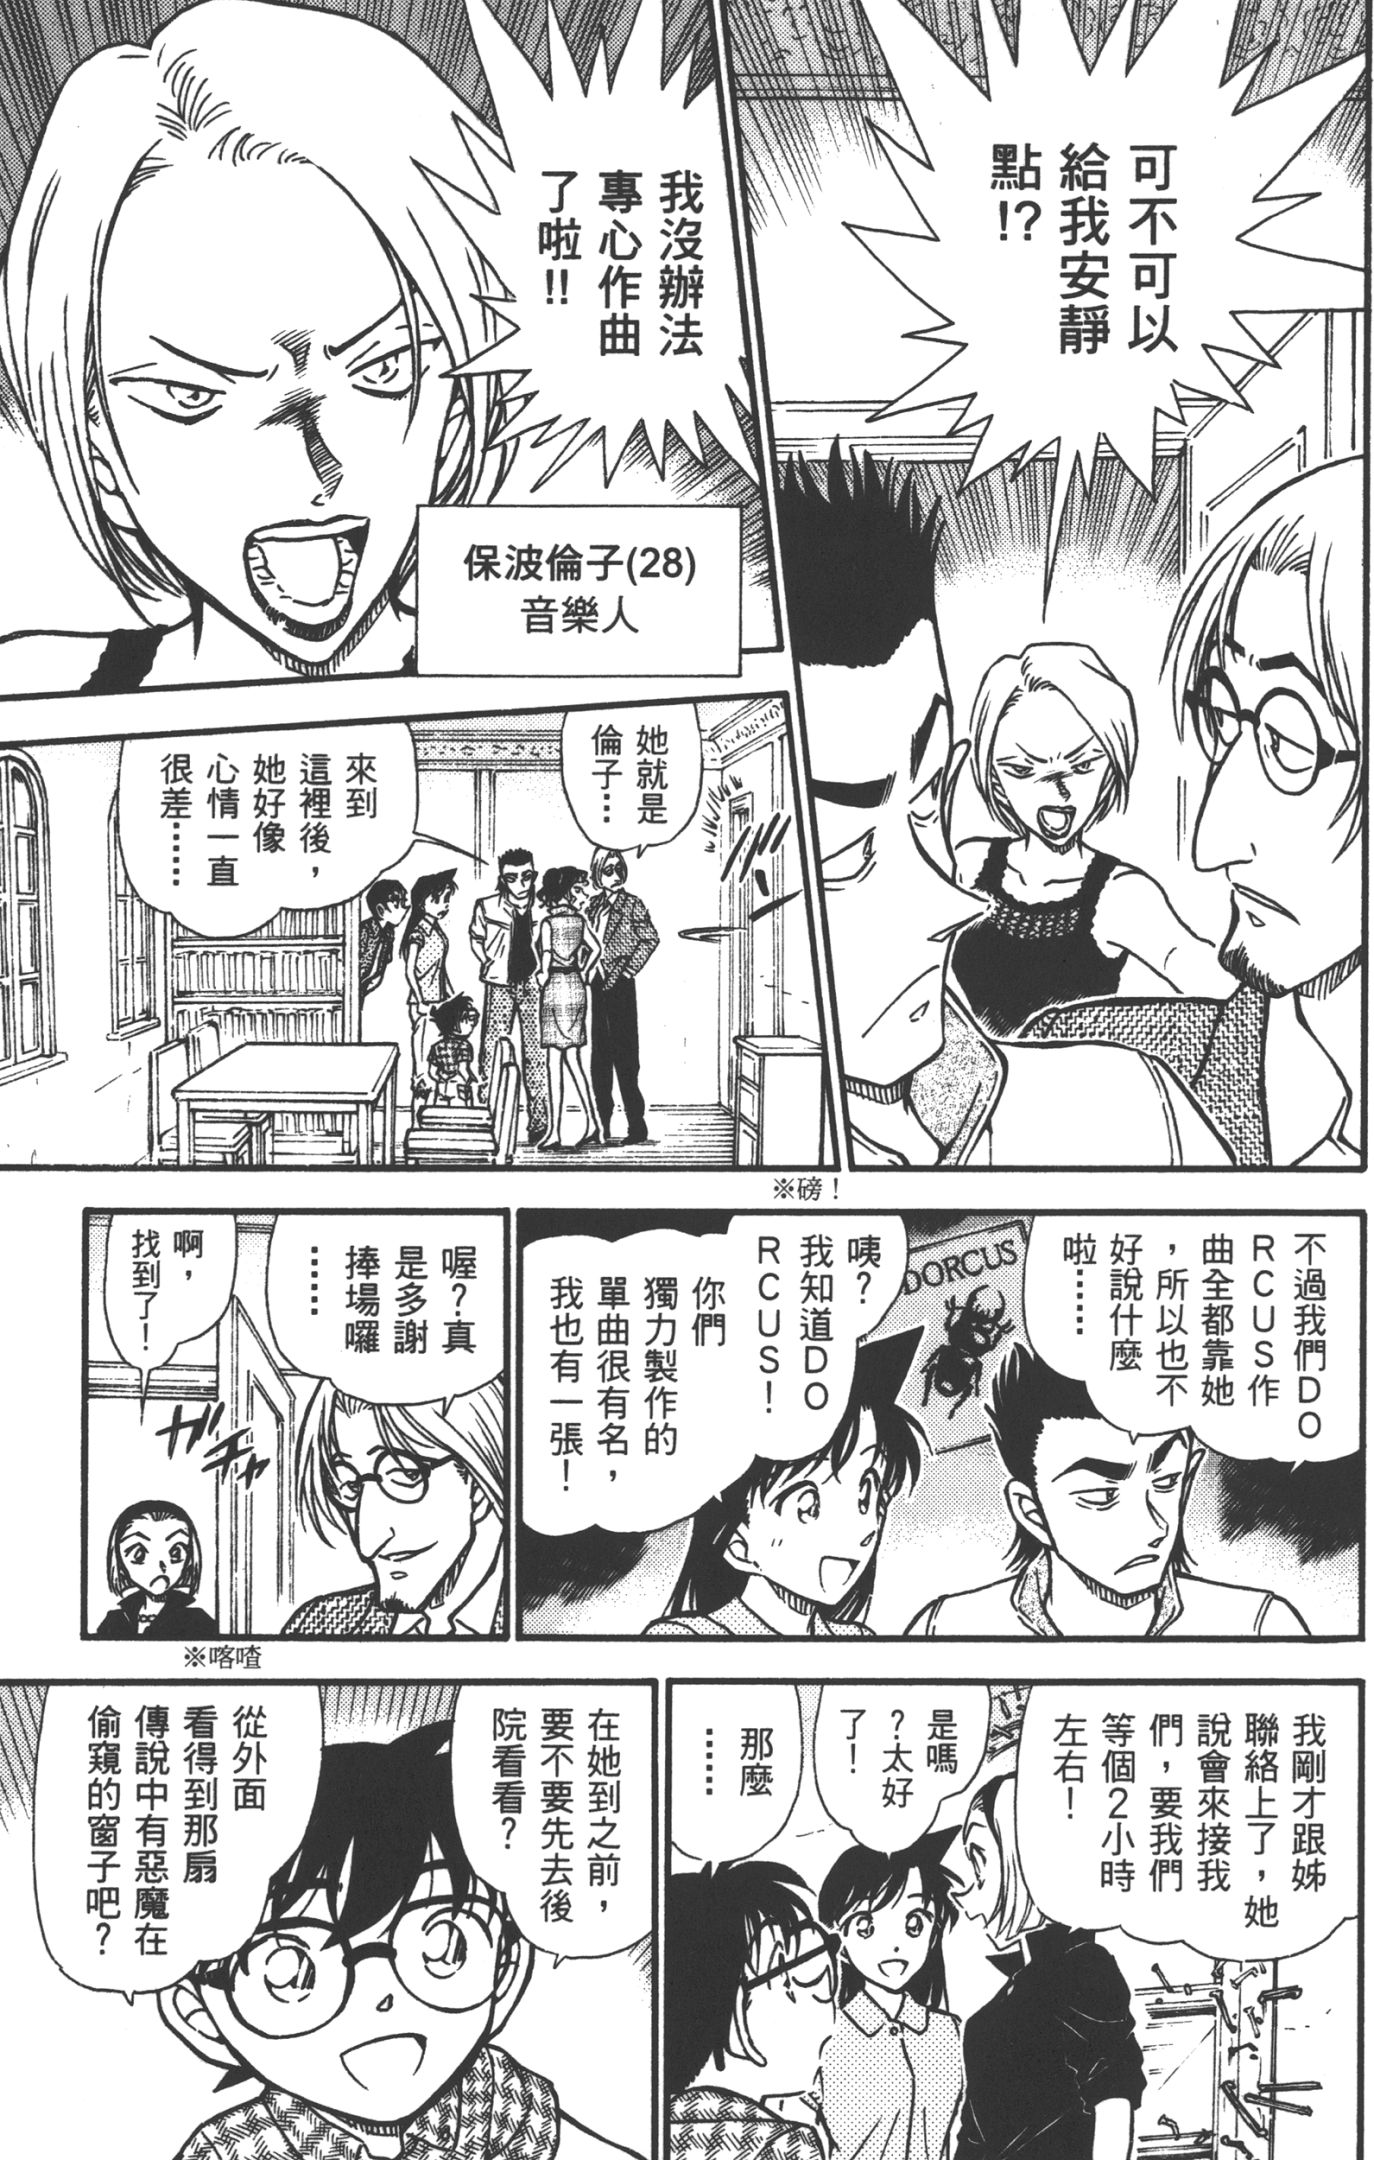 可不可以
給我安靜
點!?
我沒辦法
專心作曲
了啦!!
保波倫子(28)
音樂人
她就是
倫子…
來到
這裡後，
她好像
心情一直
很差……
※磅！
不過我們DO
RCUS作
曲全都靠她
，所以也不
好說什麼
啦……
DORCUS
咦？
我知道DO
RCUS！
你們
獨力製作的
單曲很有名，
我也有一張！
喔？真
是多謝
捧場囉
……
啊，
找到了！
ガチャ
※喀喳
我剛才跟姊
聯絡上了，她
說會來接我
們，要我們
等個2小時
左右！
是嗎
？太好
了！
那麼
……
在她到之前，
要不要先去後
院看看？
從外面
看得到那扇
傳說中有惡魔在
偷窺的窗子吧？